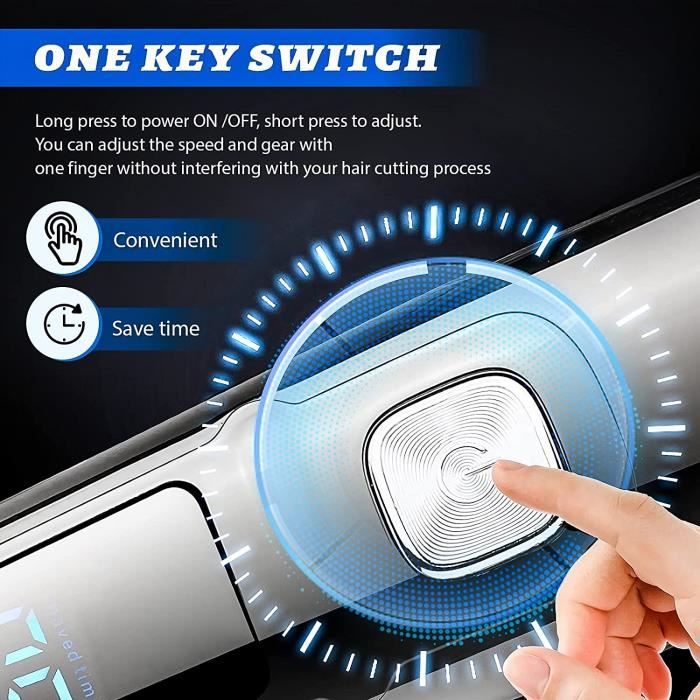 ONE KEY SWITCH
Long press to power ON /OFF, short press to adjust.
You can adjust the speed and gear with
one finger without interfering with your hair cutting process
Convenient
Save time